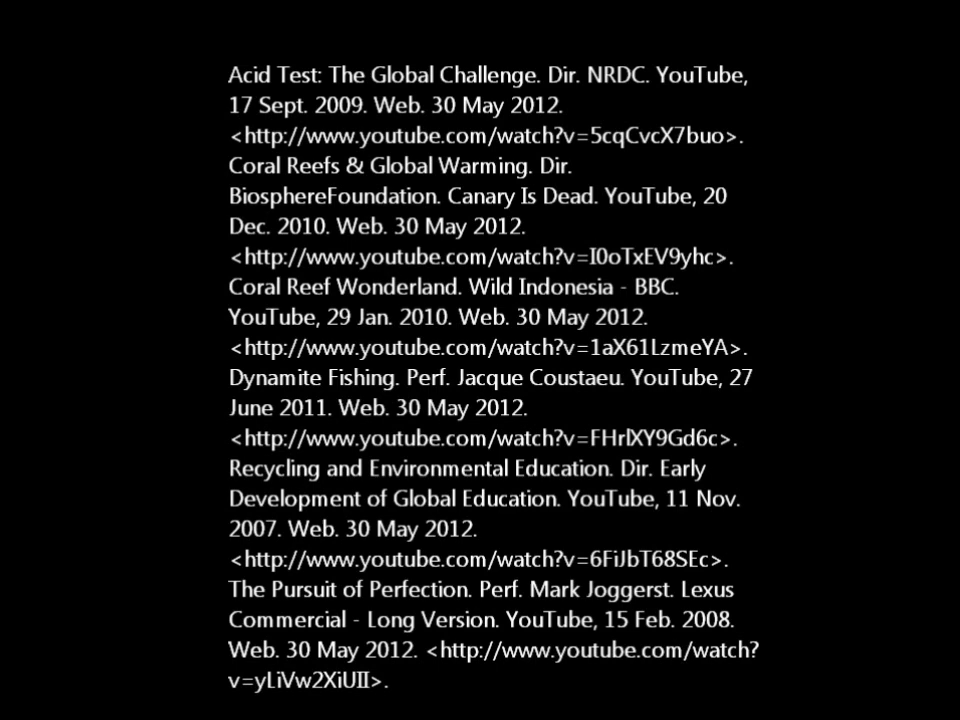 Acid Test: The Global Challenge. Dir. NRDC. YouTube,
17 Sept. 2009. Web. 30 May 2012.
<http://www.youtube.com/watch?v=5cqCvcX7buo>.
Coral Reefs & Global Warming. Dir.
BiosphereFoundation. Canary Is Dead. YouTube, 20
Dec. 2010. Web. 30 May 2012.
<http://www.youtube.com/watch?v=I0oTxEV9yhc>.
Coral Reef Wonderland. Wild Indonesia - BBC.
YouTube, 29 Jan. 2010. Web. 30 May 2012.
<http://www.youtube.com/watch?v=1aX61LzmeYA>.
Dynamite Fishing. Perf. Jacque Coustaeu. YouTube, 27
June 2011. Web. 30 May 2012.
<http://www.youtube.com/watch?v=FHrlXY9Gd6c>.
Recycling and Environmental Education. Dir. Early
Development of Global Education. YouTube, 11 Nov.
2007. Web. 30 May 2012.
<http://www.youtube.com/watch?v=6FiJbT68SEc>.
The Pursuit of Perfection. Perf. Mark Joggerst. Lexus
Commercial - Long Version. YouTube, 15 Feb. 2008.
Web. 30 May 2012. <http://www.youtube.com/watch?
v=yLiVw2XiUII>.